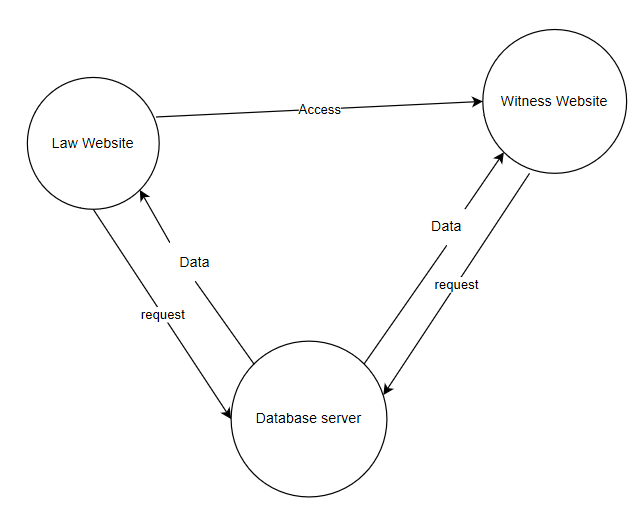 Witness Website
Access
Law Website
Data
Data
request
request
Database server